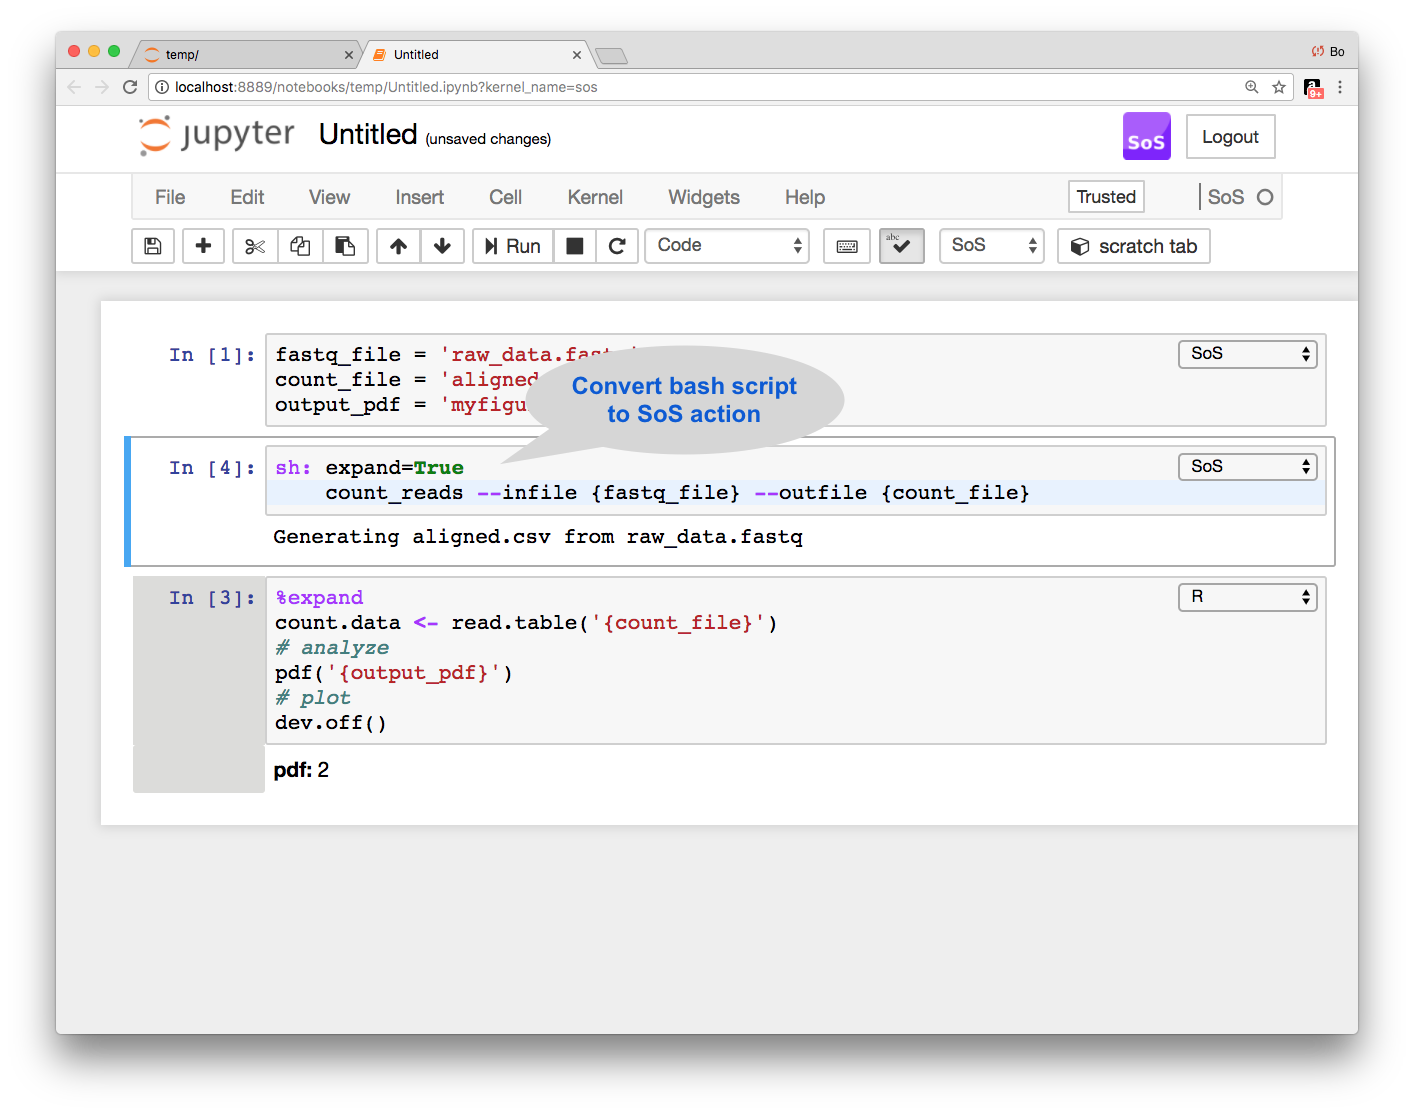 temp/
Untitled
Bo
localhost:8889/notebooks/temp/Untitled.ipynb?kernel_name=sos
a
9+
jupyter Untitled (unsaved changes)
SoS
Logout
File Edit View Insert Cell Kernel Widgets Help Trusted SoS
Run Code abc SoS scratch tab
In [1]: fastq_file = 'raw_data.fast
SoS
count_file = 'aligned
output_pdf = 'myfigu
Convert bash script
to SoS action
In [4]: sh: expand=True
SoS
count_reads --infile {fastq_file} --outfile {count_file}
Generating aligned.csv from raw_data.fastq
In [3]: %expand
R
count.data <- read.table('{count_file}')
# analyze
pdf('{output_pdf}')
# plot
dev.off()
pdf: 2